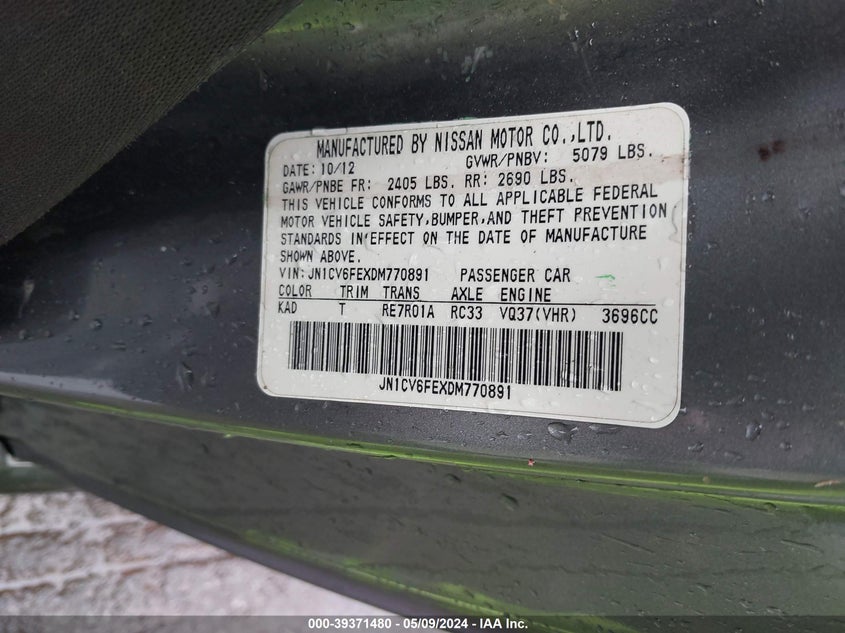 MANUFACTURED BY NISSAN MOTOR CO.,LTD.
DATE: 10/12 GVWR/PNBV: 5079 LBS.
GAWR/PNBE FR: 2405 LBS. RR: 2690 LBS.
THIS VEHICLE CONFORMS TO ALL APPLICABLE FEDERAL
MOTOR VEHICLE SAFETY,BUMPER,AND THEFT PREVENTION
STANDARDS IN EFFECT ON THE DATE OF MANUFACTURE
SHOWN ABOVE.
VIN:JN1CV6FEXDM770891 PASSENGER CAR
COLOR TRIM TRANS AXLE ENGINE
KAD T RE7R01A RC33 VQ37(VHR) 3696CC
JN1CV6FEXDM770891
000-39371480 - 05/09/2024 - IAA Inc.